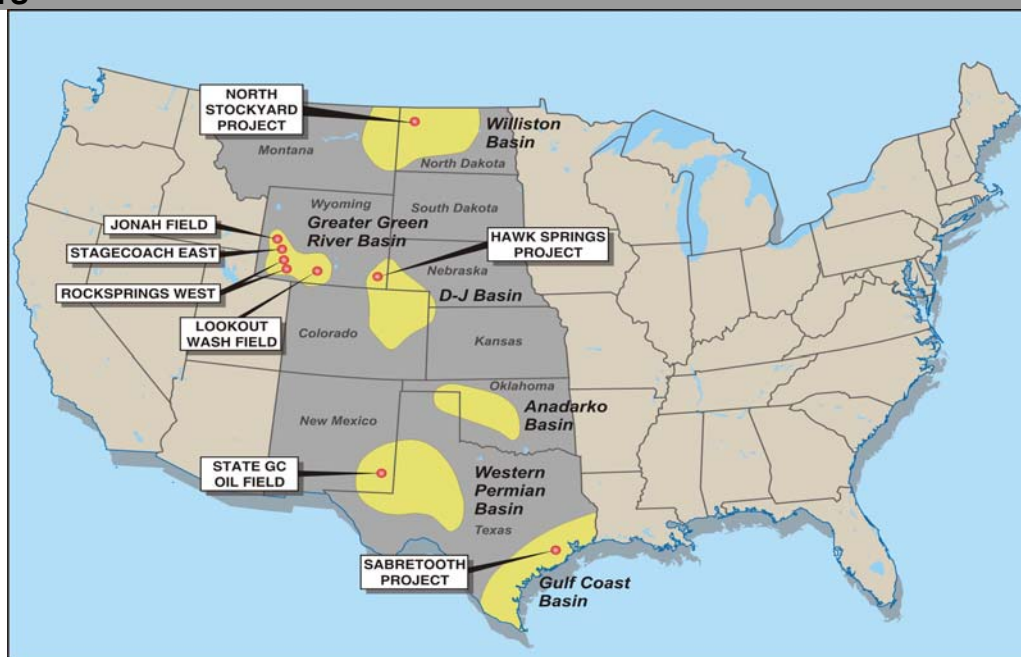 NORTH
STOCKYARD
PROJECT
Williston
Basin
Montana
North Dakota
Wyoming
South Dakota
JONAH FIELD
Greater Green
River Basin
STAGECOACH EAST
HAWK SPRINGS
PROJECT
Nebraska
ROCKSPRINGS WEST
D-J Basin
LOOKOUT
WASH FIELD
Colorado
Kansas
Oklahoma
Anadarko
Basin
New Mexico
STATE GC
OIL FIELD
Western
Permian
Basin
Texas
SABRETOOTH
PROJECT
Gulf Coast
Basin